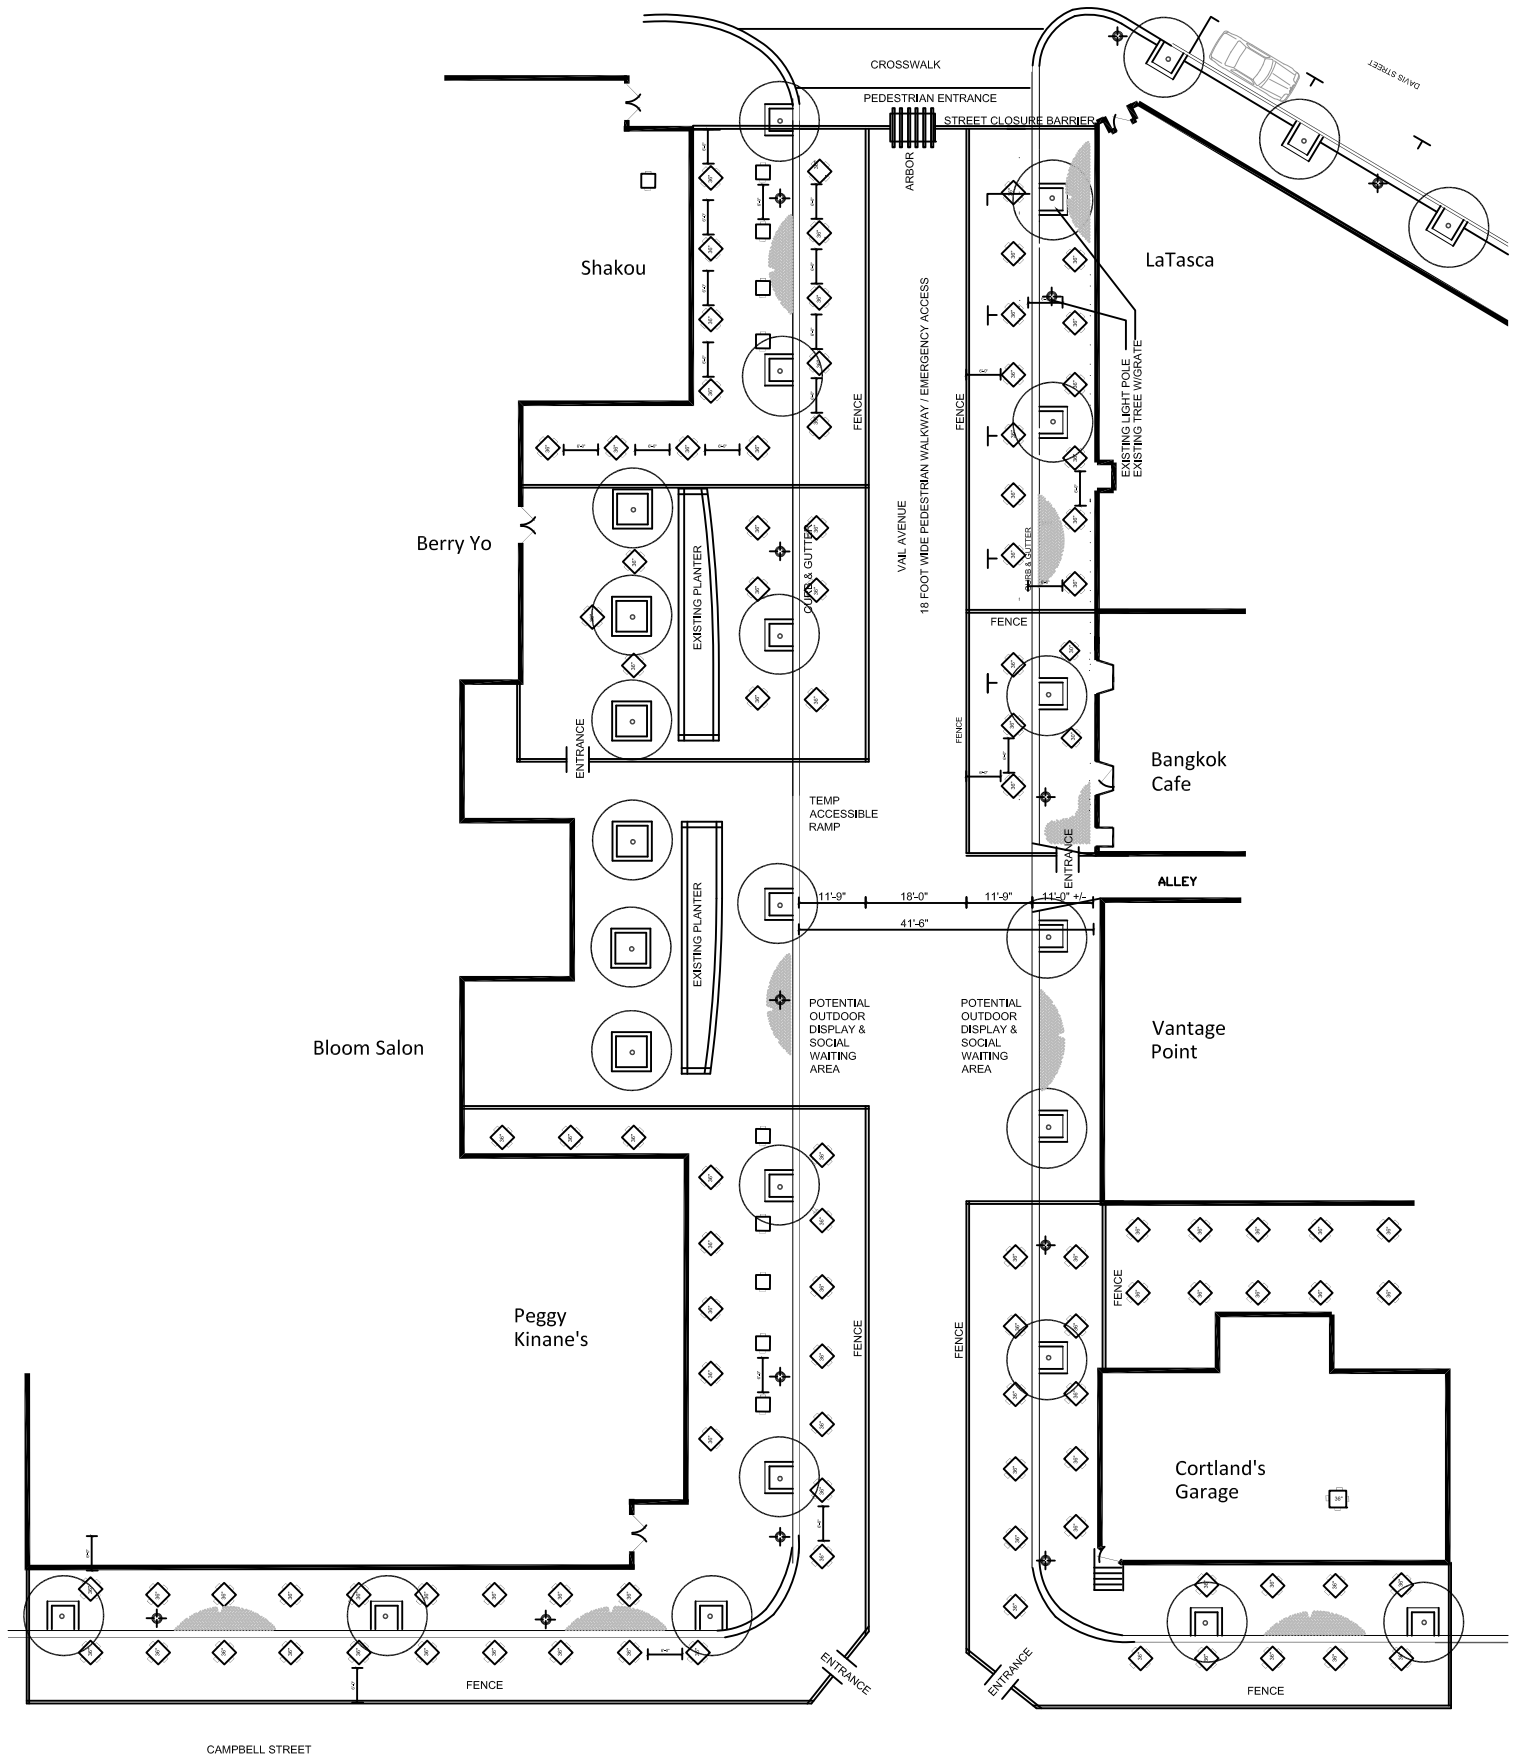 CROSSWALK
DAVIS STREET
PEDESTRIAN ENTRANCE
STREET CLOSURE BARRIER
ARBOR
Shakou
LaTasca
EXISTING LIGHT POLE
EXISTING TREE W/GRATE
FENCE
FENCE
VAIL AVENUE
18 FOOT WIDE PEDESTRIAN WALKWAY / EMERGENCY ACCESS
Berry Yo
EXISTING PLANTER
CURB & GUTTER
CURB & GUTTER
FENCE
FENCE
ENTRANCE
Bangkok
Cafe
TEMP
ACCESSIBLE
RAMP
ENTRANCE
ALLEY
11'-9"
18'-0"
11'-9"
11'-0" +/-
41'-6"
EXISTING PLANTER
POTENTIAL
OUTDOOR
DISPLAY &
SOCIAL
WAITING
AREA
POTENTIAL
OUTDOOR
DISPLAY &
SOCIAL
WAITING
AREA
Vantage
Point
Bloom Salon
Peggy
Kinane's
FENCE
FENCE
FENCE
Cortland's
Garage
36"
ENTRANCE
ENTRANCE
FENCE
FENCE
CAMPBELL STREET